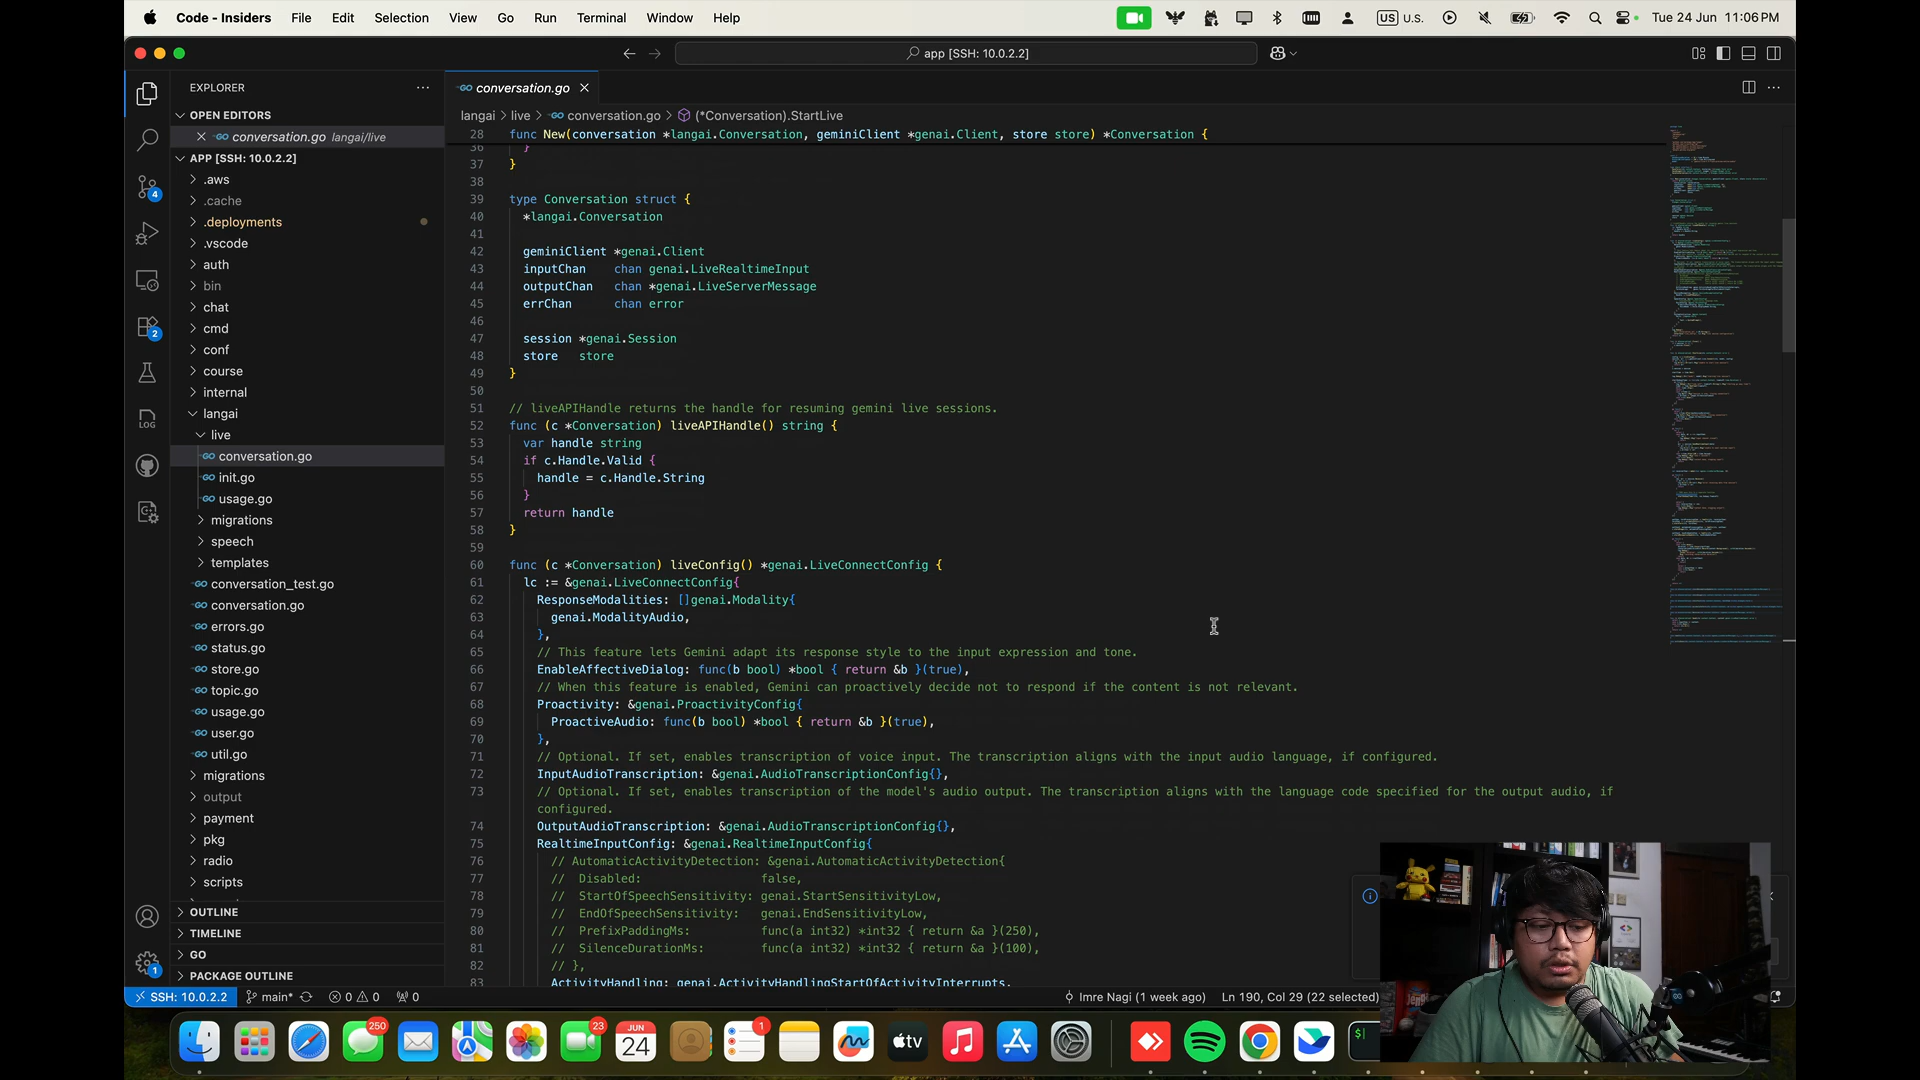 Code - Insiders File Edit Selection View Go Run Terminal Window Help US U.S. Tue 24 Jun 11:06 PM
app [SSH: 10.0.2.2]
EXPLORER
OPEN EDITORS
conversation.go langai/live
APP [SSH: 10.0.2.2]
.aws
.cache
.deployments
.vscode
auth
bin
chat
cmd
conf
course
internal
langai
live
conversation.go
init.go
usage.go
migrations
speech
templates
conversation_test.go
conversation.go
errors.go
status.go
store.go
topic.go
usage.go
user.go
util.go
migrations
output
payment
pkg
radio
scripts
OUTLINE
TIMELINE
GO
PACKAGE OUTLINE
4
2
LOG
1
conversation.go
langai > live > conversation.go > (*Conversation).StartLive
28 func New(conversation *langai.Conversation, geminiClient *genai.Client, store store) *Conversation {
36 }
37 }
38
39 type Conversation struct {
40 *langai.Conversation
41
42 geminiClient *genai.Client
43 inputChan chan genai.LiveRealtimeInput
44 outputChan chan *genai.LiveServerMessage
45 errChan chan error
46
47 session *genai.Session
48 store store
49 }
50
51 // liveAPIHandle returns the handle for resuming gemini live sessions.
52 func (c *Conversation) liveAPIHandle() string {
53 var handle string
54 if c.Handle.Valid {
55 handle = c.Handle.String
56 }
57 return handle
58 }
59
60 func (c *Conversation) liveConfig() *genai.LiveConnectConfig {
61 lc := &genai.LiveConnectConfig{
62 ResponseModalities: []genai.Modality{
63 genai.ModalityAudio,
64 },
65 // This feature lets Gemini adapt its response style to the input expression and tone.
66 EnableAffectiveDialog: func(b bool) *bool { return &b }(true),
67 // When this feature is enabled, Gemini can proactively decide not to respond if the content is not relevant.
68 Proactivity: &genai.ProactivityConfig{
69 ProactiveAudio: func(b bool) *bool { return &b }(true),
70 },
71 // Optional. If set, enables transcription of voice input. The transcription aligns with the input audio language, if configured.
72 InputAudioTranscription: &genai.AudioTranscriptionConfig{},
73 // Optional. If set, enables transcription of the model's audio output. The transcription aligns with the language code specified for the output audio, if
configured.
74 OutputAudioTranscription: &genai.AudioTranscriptionConfig{},
75 RealtimeInputConfig: &genai.RealtimeInputConfig{
76 // AutomaticActivityDetection: &genai.AutomaticActivityDetection{
77 // Disabled: false,
78 // StartOfSpeechSensitivity: genai.StartSensitivityLow,
79 // EndOfSpeechSensitivity: genai.EndSensitivityLow,
80 // PrefixPaddingMs: func(a int32) *int32 { return &a }(250),
81 // SilenceDurationMs: func(a int32) *int32 { return &a }(100),
82 // },
83 ActivityHandling: genai.ActivityHandlingStartOfActivityInterrupts,
SSH: 10.0.2.2 main* 0 0 0 Imre Nagi (1 week ago) Ln 190, Col 29 (22 selected)
250
23
JUN
24
1
tv
$